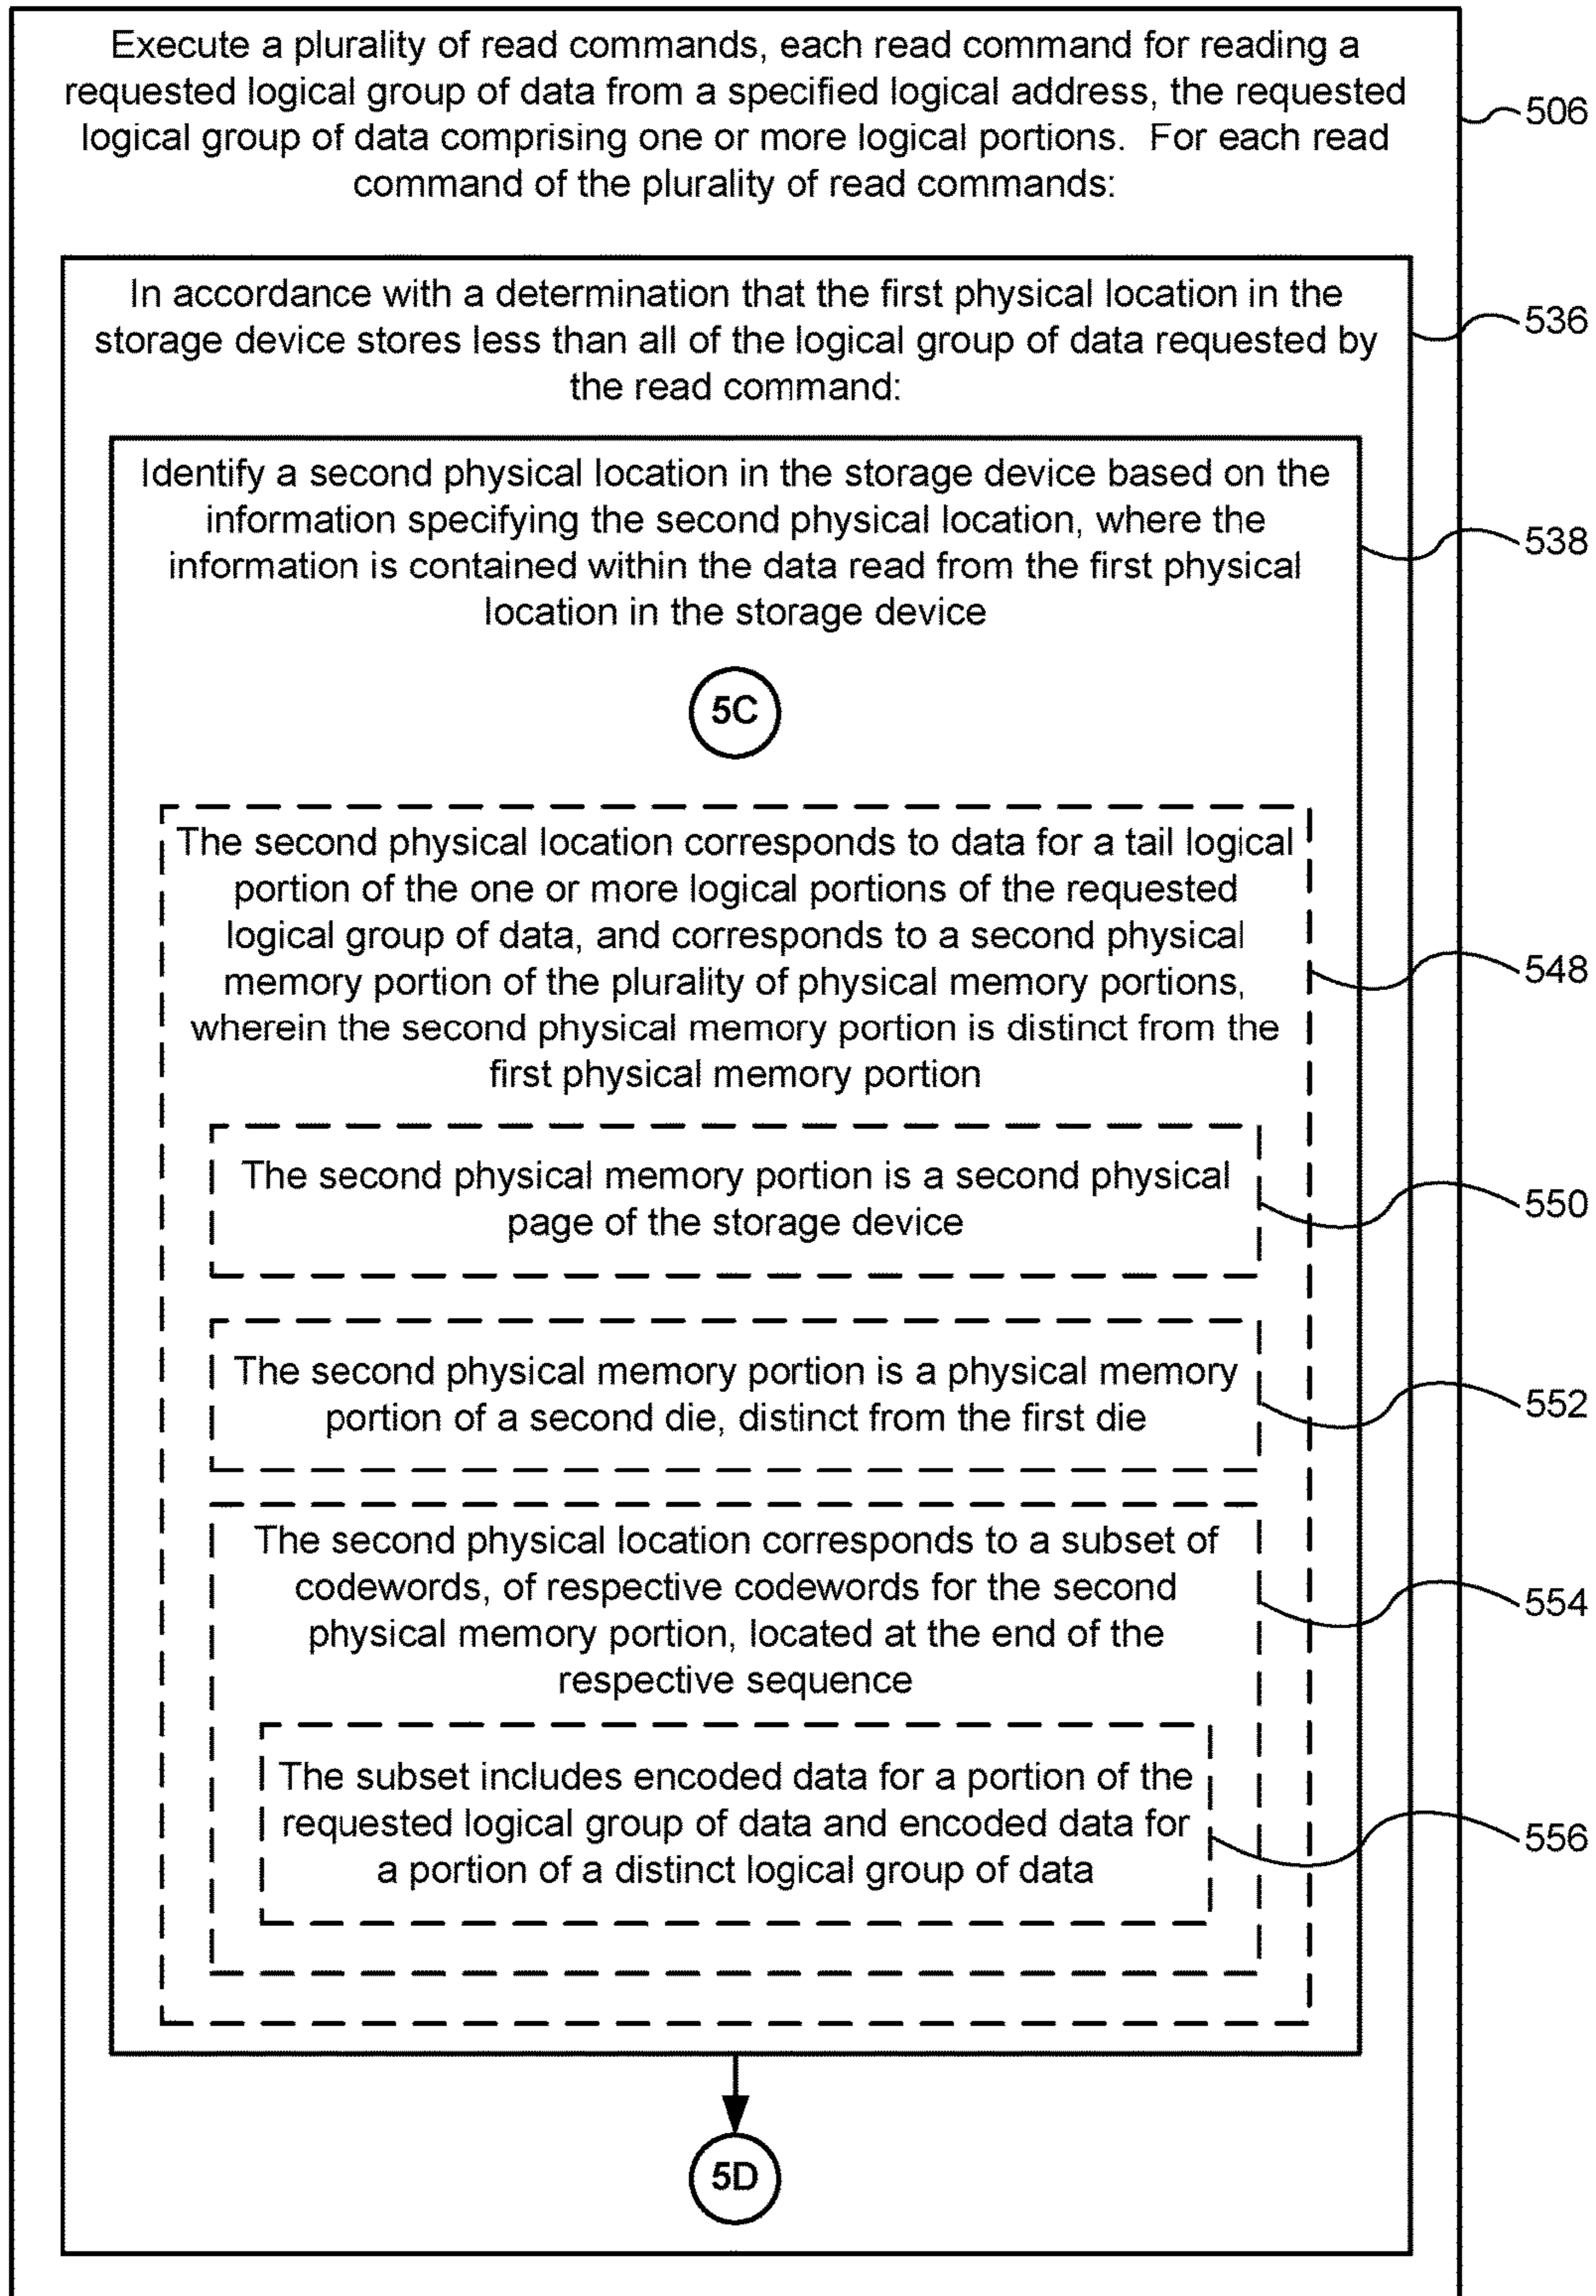 Execute a plurality of read commands, each read command for reading a
requested logical group of data from a specified logical address, the requested
logical group of data comprising one or more logical portions.  For each read
command of the plurality of read commands:
506
In accordance with a determination that the first physical location in the
storage device stores less than all of the logical group of data requested by
the read command:
536
Identify a second physical location in the storage device based on the
information specifying the second physical location, where the
information is contained within the data read from the first physical
location in the storage device
538
5C
The second physical location corresponds to data for a tail logical
portion of the one or more logical portions of the requested
logical group of data, and corresponds to a second physical
memory portion of the plurality of physical memory portions,
wherein the second physical memory portion is distinct from the
first physical memory portion
548
The second physical memory portion is a second physical
page of the storage device
550
The second physical memory portion is a physical memory
portion of a second die, distinct from the first die
552
The second physical location corresponds to a subset of
codewords, of respective codewords for the second
physical memory portion, located at the end of the
respective sequence
554
The subset includes encoded data for a portion of the
requested logical group of data and encoded data for
a portion of a distinct logical group of data
556
5D